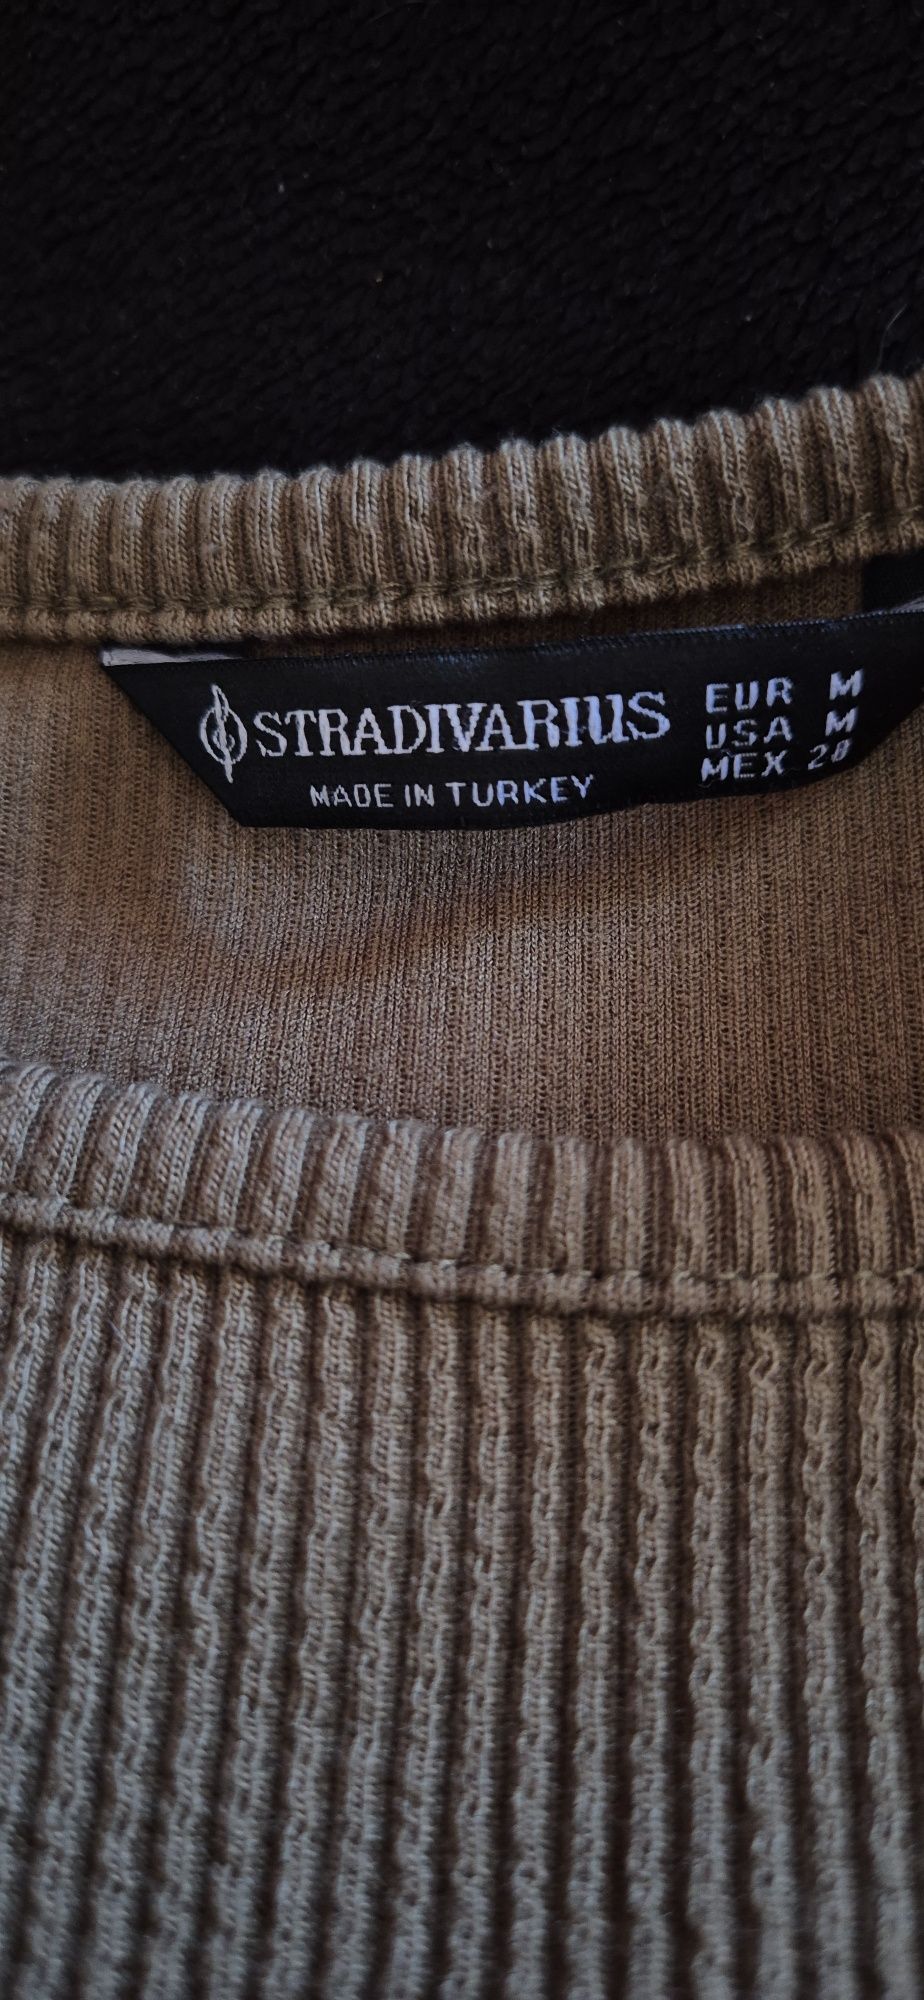 STRADIVARIUS
MADE IN TURKEY
EUR M
USA M
MEX 28